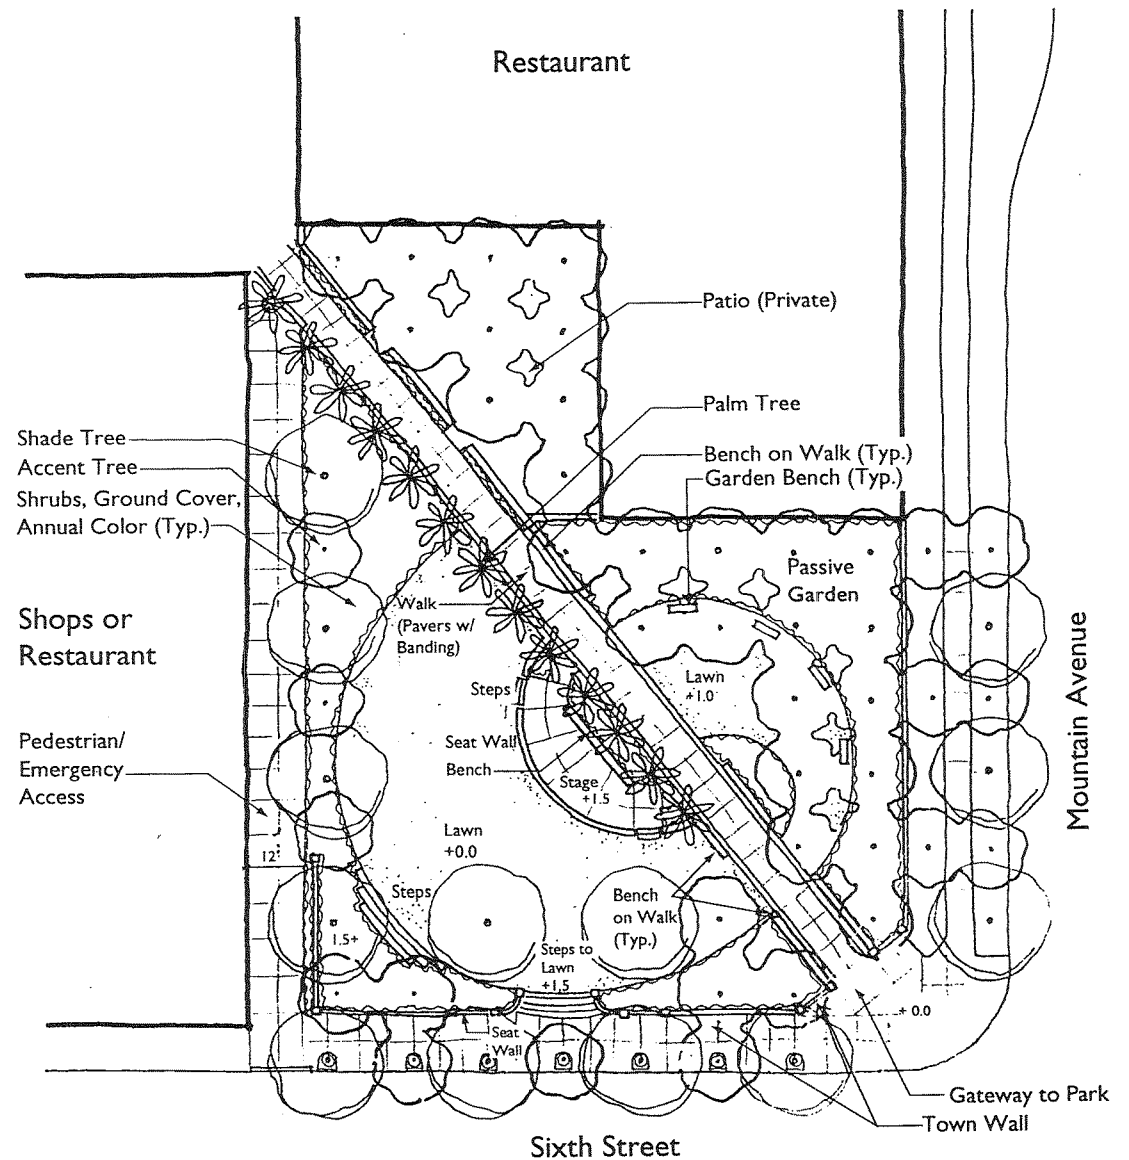 Restaurant
Patio (Private)
Palm Tree
Bench on Walk (Typ.)
Garden Bench (Typ.)
Shade Tree
Accent Tree
Shrubs, Ground Cover,
Annual Color (Typ.)
Passive
Garden
Walk
(Pavers w/
Banding)
Shops or
Restaurant
Lawn
+1.0
Steps
Seat Wall
Bench
Stage
+1.5
Mountain Avenue
Pedestrian/
Emergency
Access
Lawn
+0.0
12'
Steps
Bench
on Walk
(Typ.)
1.5+
Steps to
Lawn
+1.5
+ 0.0
Seat
Wall
Gateway to Park
Town Wall
Sixth Street